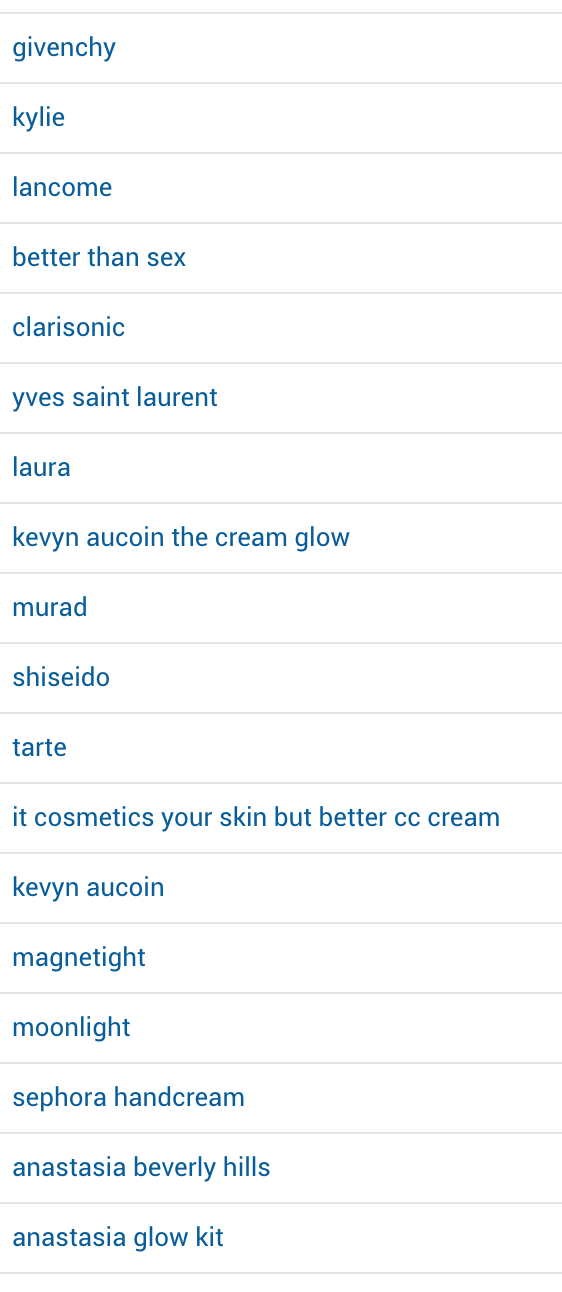 givenchy
kylie
lancome
better than sex
clarisonic
yves saint laurent
laura
kevyn aucoin the cream glow
murad
shiseido
tarte
it cosmetics your skin but better cc cream
kevyn aucoin
magnetight
moonlight
sephora handcream
anastasia beverly hills
anastasia glow kit